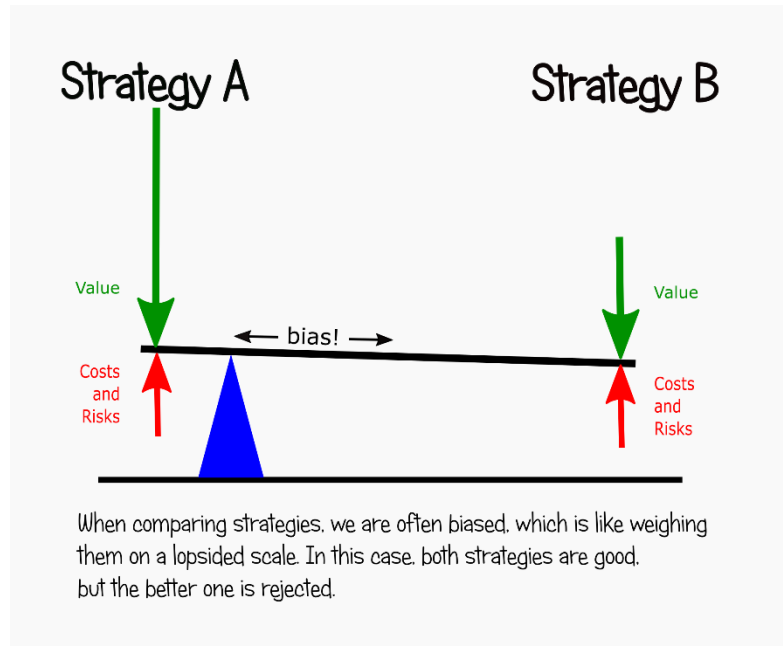 Strategy A
Strategy B
Value
Value
bias!
Costs
and
Risks
Costs
and
Risks
When comparing strategies, we are often biased, which is like weighing
them on a lopsided scale. In this case, both strategies are good,
but the better one is rejected.